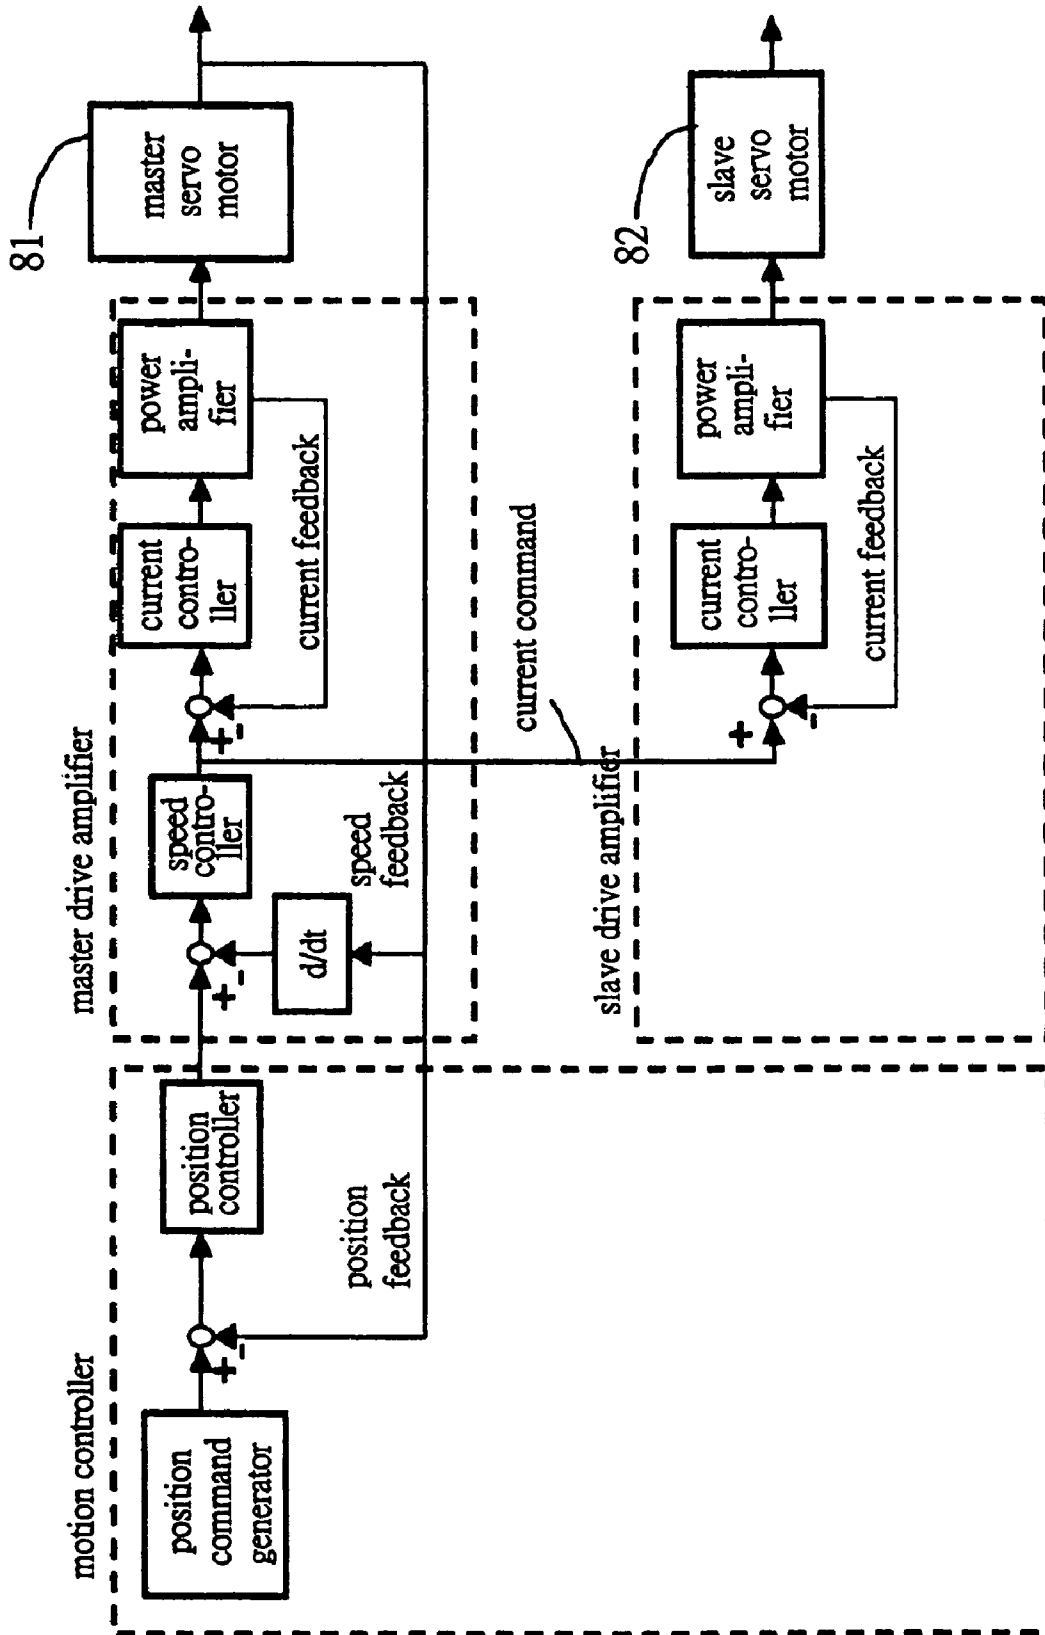 motion controller
position
command
generator
+
-
position
controller
position
feedback
master drive amplifier
+
-
speed
contro-
ller
d/dt
speed
feedback
+
-
current
contro-
ller
power
ampli-
fier
current feedback
81
master
servo
motor
current command
slave drive amplifier
+
-
current
contro-
ller
power
ampli-
fier
current feedback
82
slave
servo
motor